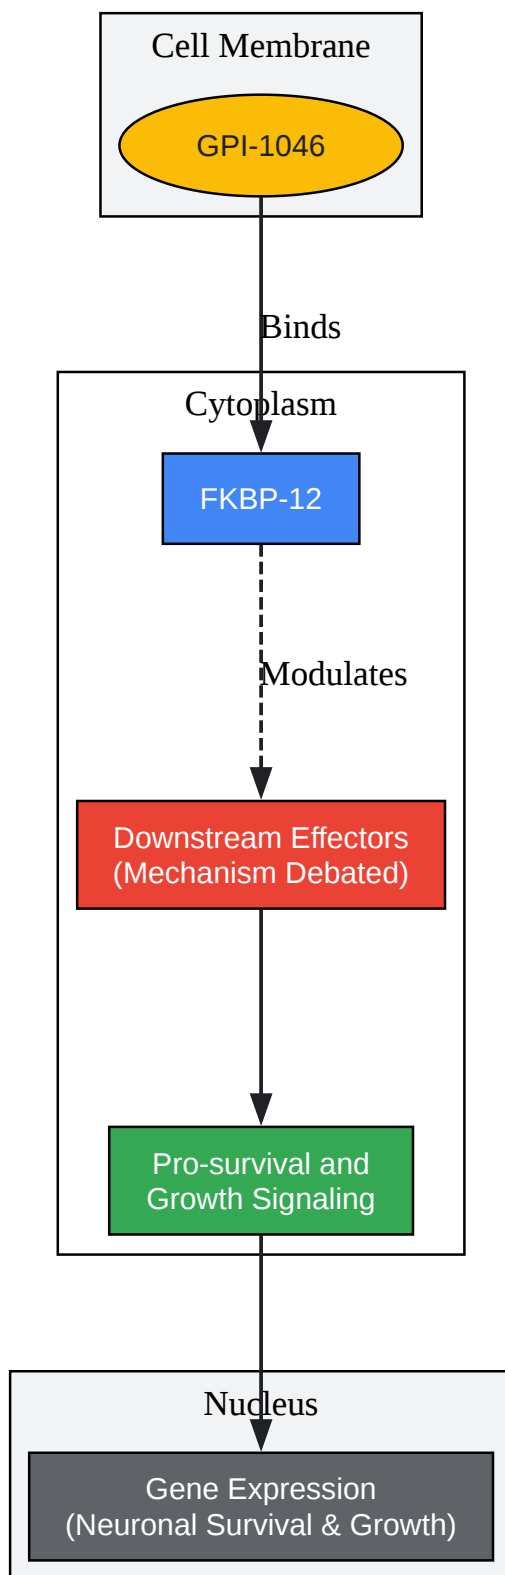 Cell Membrane
GPI-1046
Binds
Cytoplasm
FKBP-12
Modulates
Downstream Effectors
(Mechanism Debated)
Pro-survival and
Growth Signaling
Nucleus
Gene Expression
(Neuronal Survival & Growth)